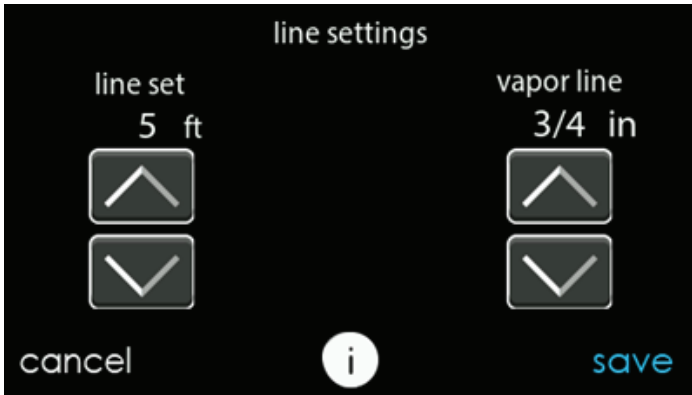 line settings
line set
vapor line
5 ft
3/4 in
cancel
i
save